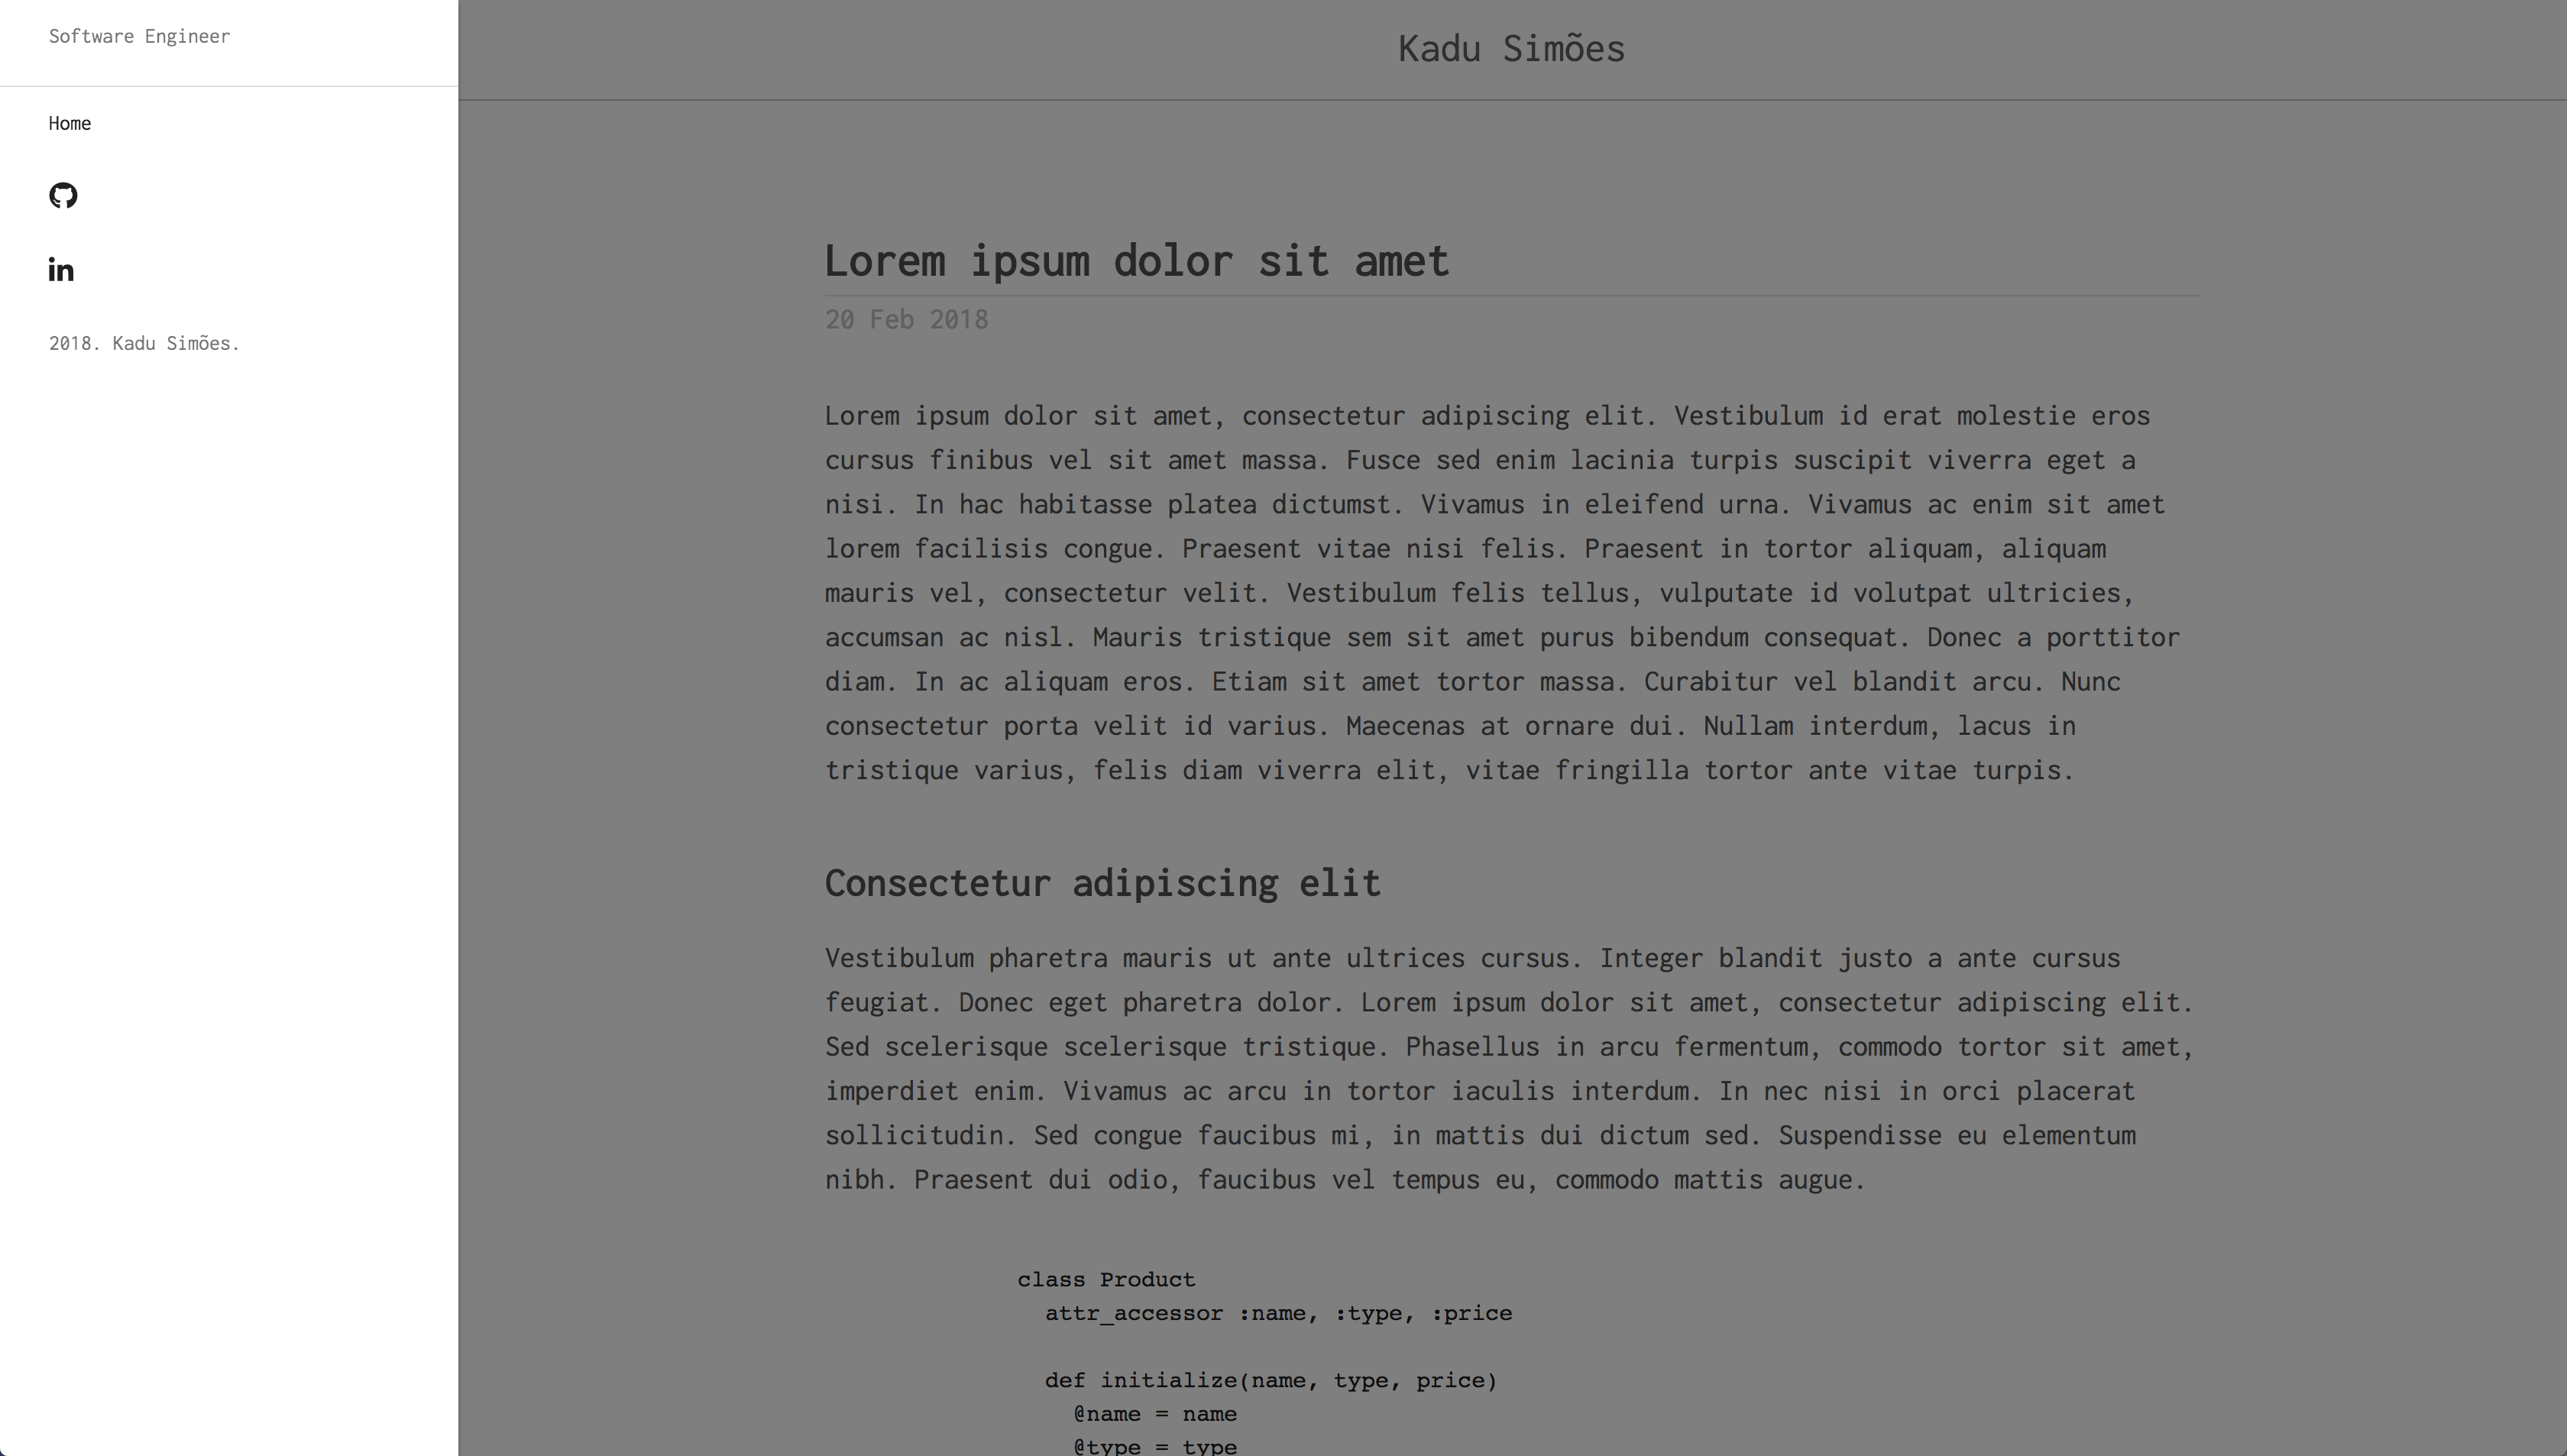 Software Engineer
Home
in
2018. Kadu Simões.
Kadu Simões
Lorem ipsum dolor sit amet
20 Feb 2018
Lorem ipsum dolor sit amet, consectetur adipiscing elit. Vestibulum id erat molestie eros
cursus finibus vel sit amet massa. Fusce sed enim lacinia turpis suscipit viverra eget a
nisi. In hac habitasse platea dictumst. Vivamus in eleifend urna. Vivamus ac enim sit amet
lorem facilisis congue. Praesent vitae nisi felis. Praesent in tortor aliquam, aliquam
mauris vel, consectetur velit. Vestibulum felis tellus, vulputate id volutpat ultricies,
accumsan ac nisl. Mauris tristique sem sit amet purus bibendum consequat. Donec a porttitor
diam. In ac aliquam eros. Etiam sit amet tortor massa. Curabitur vel blandit arcu. Nunc
consectetur porta velit id varius. Maecenas at ornare dui. Nullam interdum, lacus in
tristique varius, felis diam viverra elit, vitae fringilla tortor ante vitae turpis.
Consectetur adipiscing elit
Vestibulum pharetra mauris ut ante ultrices cursus. Integer blandit justo a ante cursus
feugiat. Donec eget pharetra dolor. Lorem ipsum dolor sit amet, consectetur adipiscing elit.
Sed scelerisque scelerisque tristique. Phasellus in arcu fermentum, commodo tortor sit amet,
imperdiet enim. Vivamus ac arcu in tortor iaculis interdum. In nec nisi in orci placerat
sollicitudin. Sed congue faucibus mi, in mattis dui dictum sed. Suspendisse eu elementum
nibh. Praesent dui odio, faucibus vel tempus eu, commodo mattis augue.
class Product
  attr_accessor :name, :type, :price
  def initialize(name, type, price)
    @name = name
    @type = type